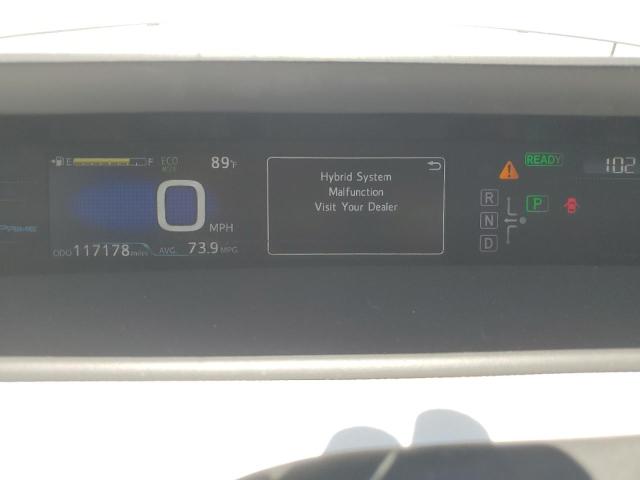 E F ECO 89°F
0 MPH
ODO 117178 miles AVG. 73.9 MPG
PRIME
Hybrid System
Malfunction
Visit Your Dealer
READY 102
R P
N
D